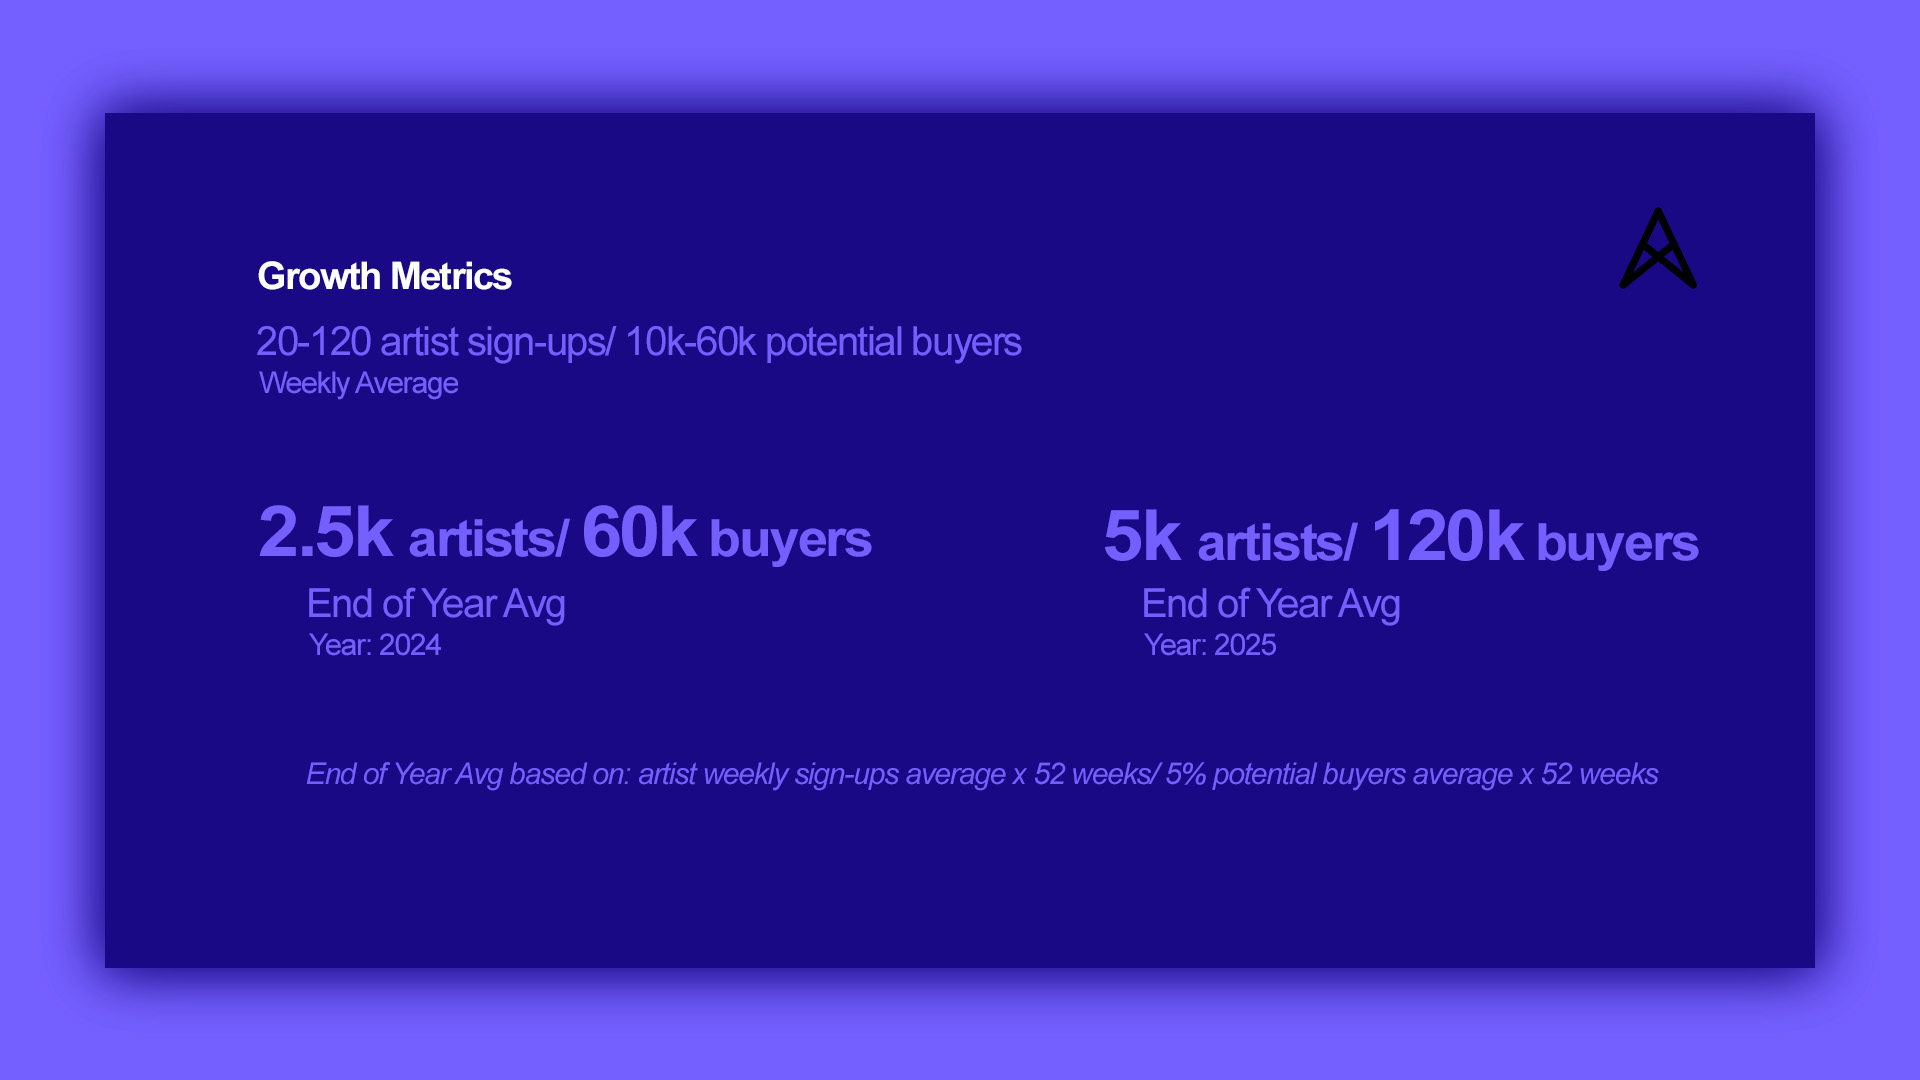 Growth Metrics
20-120 artist sign-ups/ 10k-60k potential buyers
Weekly Average
2.5k artists/ 60k buyers
End of Year Avg
Year: 2024
5k artists/ 120k buyers
End of Year Avg
Year: 2025
End of Year Avg based on: artist weekly sign-ups average x 52 weeks/ 5% potential buyers average x 52 weeks